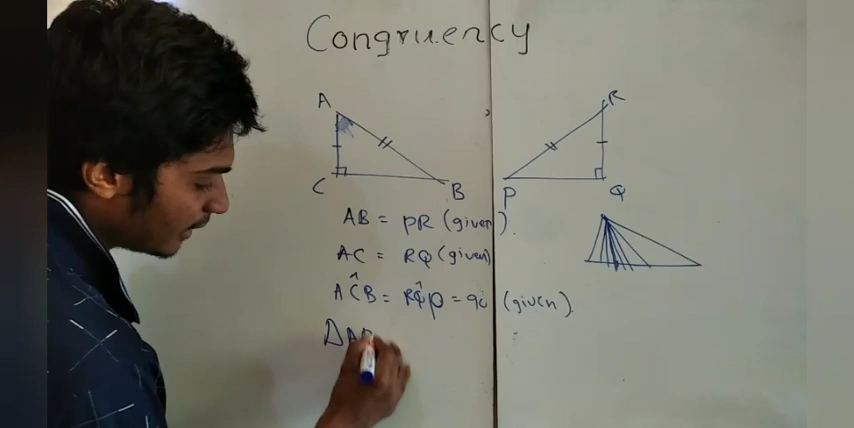 Congruency
A
R
C
B
P
Q
AB = PR (given).
AC = RQ (given)
AĈB = RQ̂P = 90° (given).